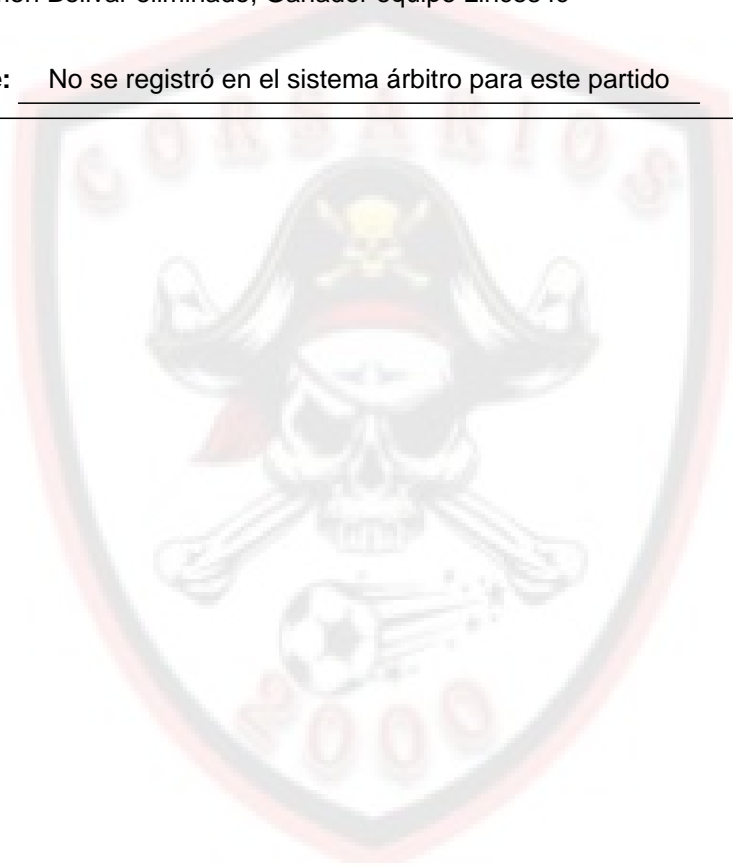 Bolívar eliminado, Ganador equipo
e: No se registró en el sistema árbitro para este partido
CORSARIOS
2000